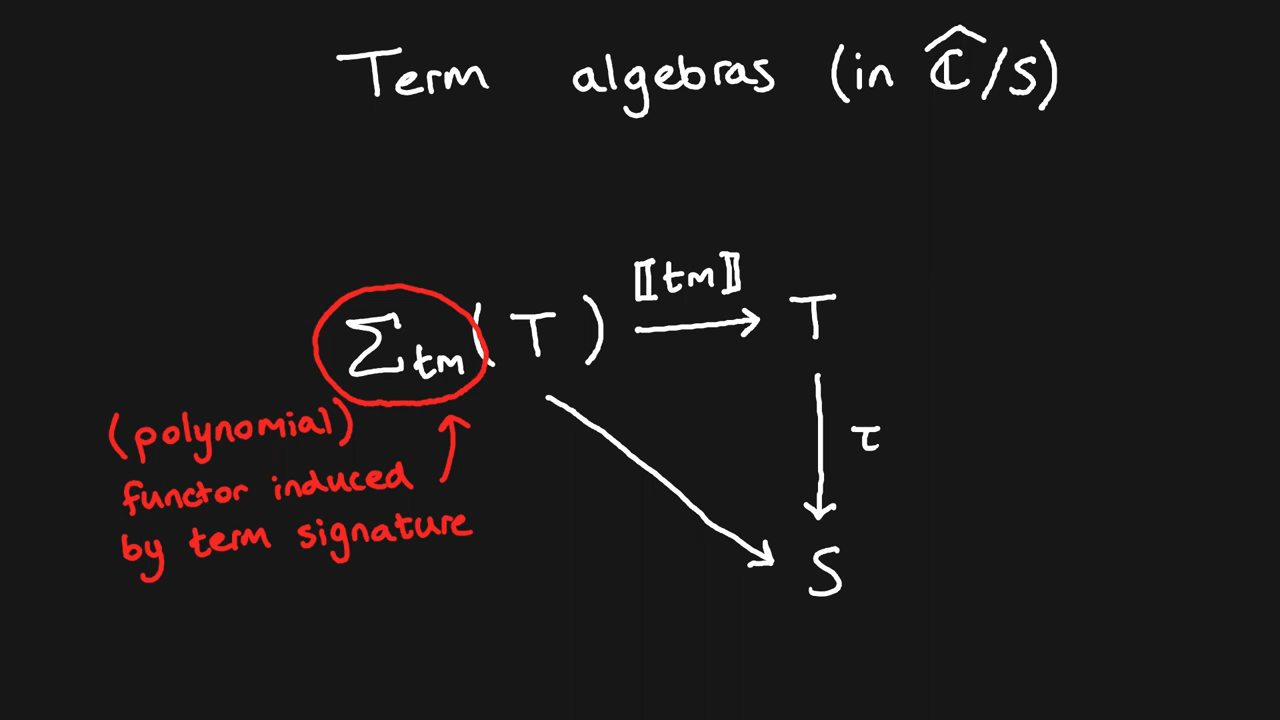 Term algebras (in ℂ̂/S)
⟦tm⟧
Σtm(T) T
τ
(polynomial)
functor induced
by term signature
S